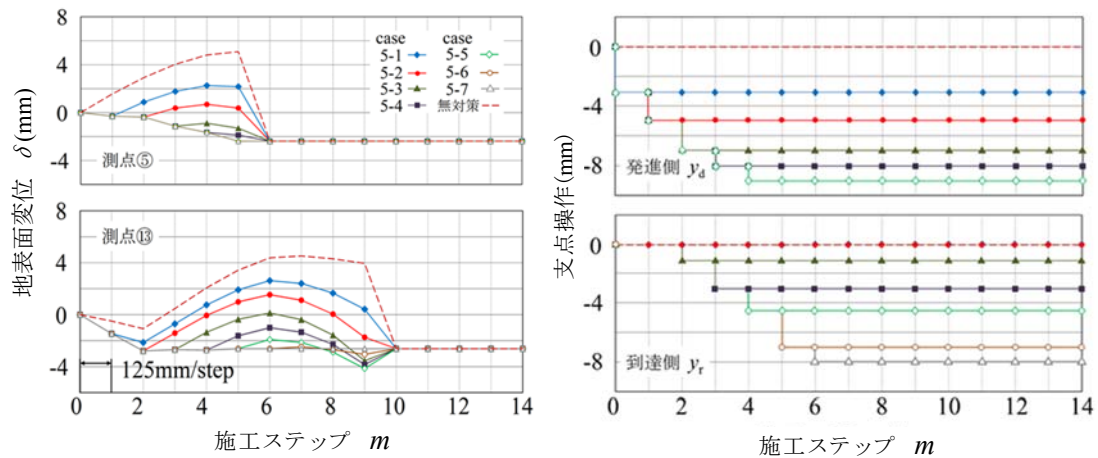 8
4
0
-4
地表面変位 δ(mm)
case
5-1
5-2
5-3
5-4
case
5-5
5-6
5-7
無対策
測点⑤
8
4
0
-4
測点⑬
125mm/step
0 2 4 6 8 10 12 14
施工ステップ m
0
-4
-8
発進側 yd
支点操作(mm)
0
-4
-8
到達側 yr
0 2 4 6 8 10 12 14
施工ステップ m